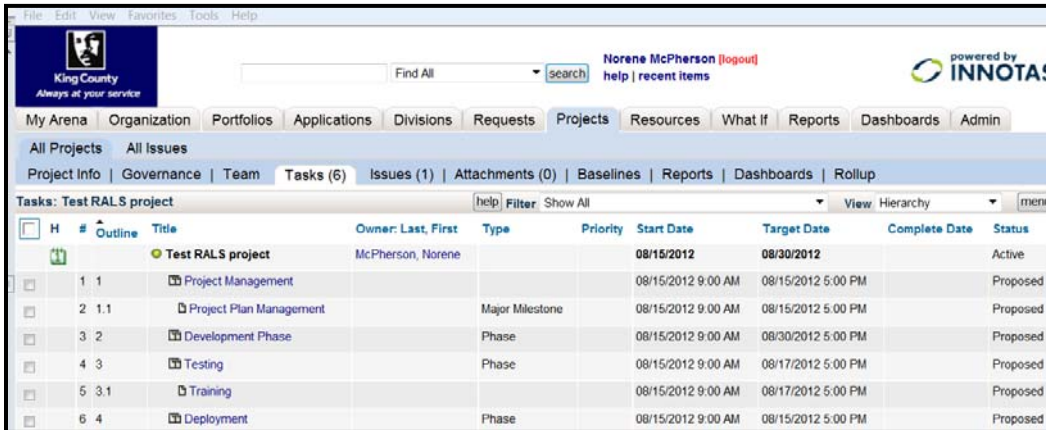 File Edit View Favorites Tools Help
King County
Always at your service
Find All search
Norene McPherson [logout]
help | recent items
powered by
INNOTAS
My Arena Organization Portfolios Applications Divisions Requests Projects Resources What If Reports Dashboards Admin
All Projects All Issues
Project Info | Governance | Team Tasks (6) Issues (1) | Attachments (0) | Baselines | Reports | Dashboards | Rollup
Tasks: Test RALS project help Filter Show All View Hierarchy menu
H # Outline Title Owner: Last, First Type Priority Start Date Target Date Complete Date Status
Test RALS project McPherson, Norene 08/15/2012 08/30/2012 Active
1 1 Project Management 08/15/2012 9:00 AM 08/15/2012 5:00 PM Proposed
2 1.1 Project Plan Management Major Milestone 08/15/2012 9:00 AM 08/15/2012 5:00 PM Proposed
3 2 Development Phase Phase 08/15/2012 9:00 AM 08/30/2012 5:00 PM Proposed
4 3 Testing Phase 08/15/2012 9:00 AM 08/17/2012 5:00 PM Proposed
5 3.1 Training 08/15/2012 9:00 AM 08/17/2012 5:00 PM Proposed
6 4 Deployment Phase 08/15/2012 9:00 AM 08/15/2012 5:00 PM Proposed